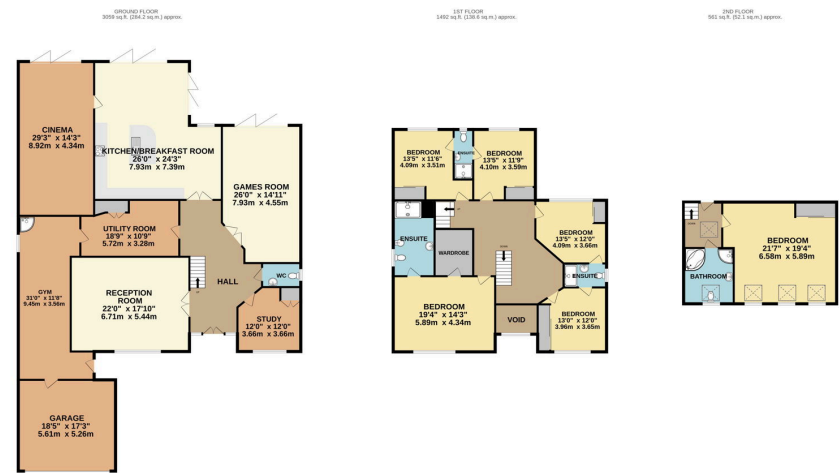 GROUND FLOOR
3059 sq.ft. (284.2 sq.m.) approx.
CINEMA
29'3" x 14'3"
8.92m x 4.34m
KITCHEN/BREAKFAST ROOM
26'0" x 24'3"
7.93m x 7.39m
GAMES ROOM
26'0" x 14'11"
7.93m x 4.55m
UTILITY ROOM
18'9" x 10'9"
5.72m x 3.28m
GYM
31'0" x 11'8"
9.45m x 3.56m
RECEPTION
ROOM
22'0" x 17'10"
6.71m x 5.44m
HALL
WC
STUDY
12'0" x 12'0"
3.66m x 3.66m
GARAGE
18'5" x 17'3"
5.61m x 5.26m
1ST FLOOR
1492 sq.ft. (138.6 sq.m.) approx.
BEDROOM
13'5" x 11'6"
4.09m x 3.51m
ENSUITE
BEDROOM
13'5" x 11'9"
4.10m x 3.59m
ENSUITE
WARDROBE
BEDROOM
13'5" x 12'0"
4.09m x 3.66m
ENSUITE
BEDROOM
19'4" x 14'3"
5.89m x 4.34m
VOID
BEDROOM
13'0" x 12'0"
3.96m x 3.65m
2ND FLOOR
561 sq.ft. (52.1 sq.m.) approx.
BEDROOM
21'7" x 19'4"
6.58m x 5.89m
BATHROOM